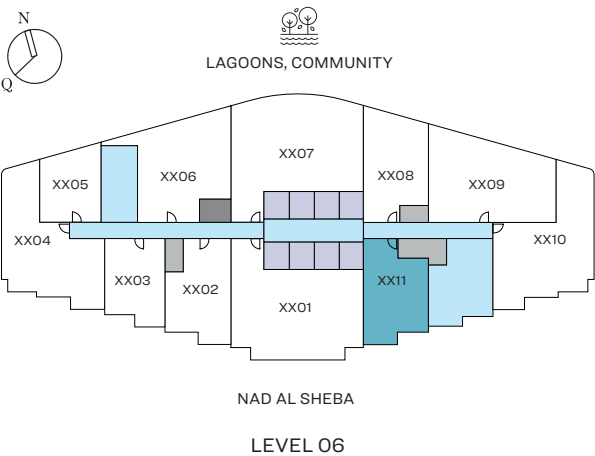 N
Q
LAGOONS, COMMUNITY
XX07
XX05
XX06
XX08
XX09
XX04
XX10
XX03
XX02
XX11
XX01
NAD AL SHEBA
LEVEL 06